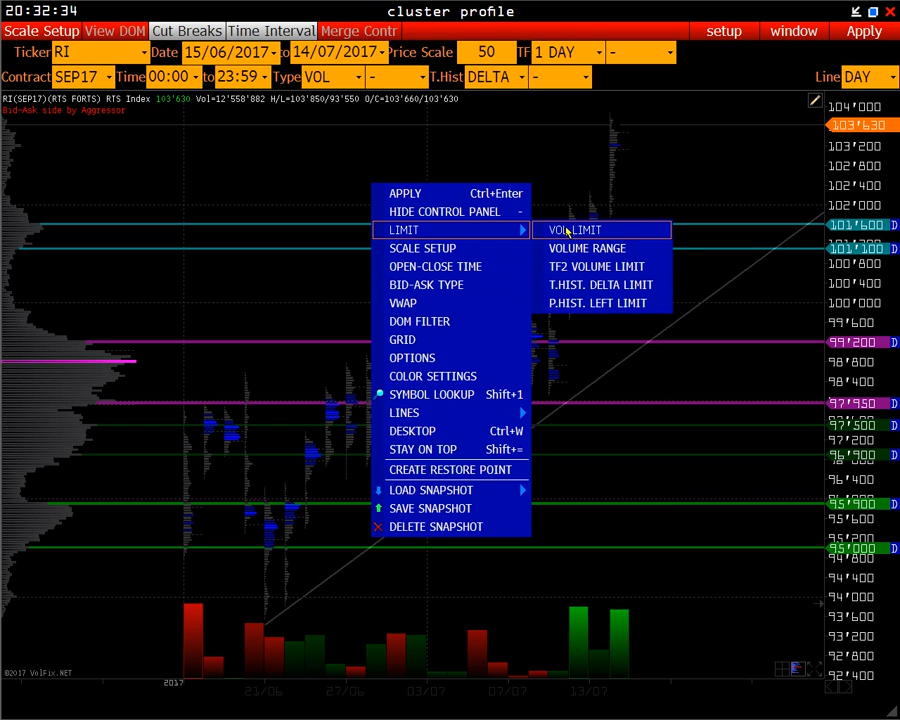 20:32:34 cluster profile
Scale Setup View DOM Cut Breaks Time Interval Merge Contr setup window Apply
Ticker RI Date 15/06/2017 to 14/07/2017 Price Scale 50 TF 1 DAY -
Contract SEP17 Time 00:00 to 23:59 Type VOL - T.Hist DELTA - Line DAY
RI(SEP17)(RTS FORTS) RTS Index 103'630 Vol=12'558'882 H/L=103'850/93'550 O/C=103'660/103'630
Bid-Ask side by Aggressor
104'000
103'630
103'200
102'800
102'400
102'000
101'600 D
101'100 D
100'800
100'400
100'000
99'600
99'200 D
98'800
98'400
97'950 D
97'500 D
97'200
96'900 D
96'400
95'900 D
95'600
95'200
95'000 D
94'800
94'400
94'000
93'600
93'200
92'800
92'400
APPLY Ctrl+Enter
HIDE CONTROL PANEL -
LIMIT
SCALE SETUP
OPEN-CLOSE TIME
BID-ASK TYPE
VWAP
DOM FILTER
GRID
OPTIONS
COLOR SETTINGS
SYMBOL LOOKUP Shift+1
LINES
DESKTOP Ctrl+W
STAY ON TOP Shift+=
CREATE RESTORE POINT
LOAD SNAPSHOT
SAVE SNAPSHOT
DELETE SNAPSHOT
VOL LIMIT
VOLUME RANGE
TF2 VOLUME LIMIT
T.HIST. DELTA LIMIT
P.HIST. LEFT LIMIT
©2017 VolFix.NET
2017 21/06 27/06 03/07 07/07 13/07